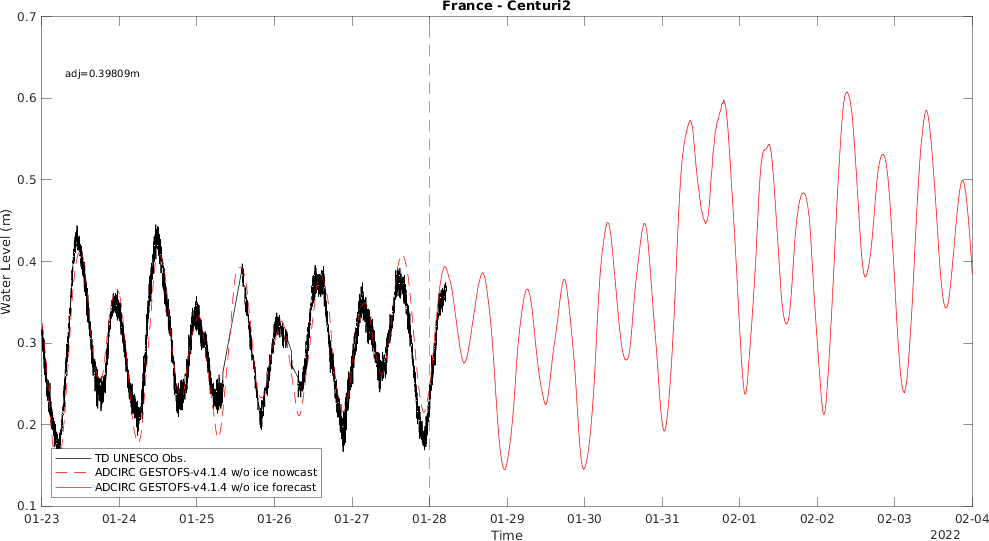 France - Centuri2
0.7
0.6
0.5
0.4
0.3
0.2
0.1
Water Level (m)
adj=0.39809m
TD UNESCO Obs.
ADCIRC GESTOFS-v4.1.4 w/o ice nowcast
ADCIRC GESTOFS-v4.1.4 w/o ice forecast
01-23 01-24 01-25 01-26 01-27 01-28 01-29 01-30 01-31 02-01 02-02 02-03 02-04
Time
2022